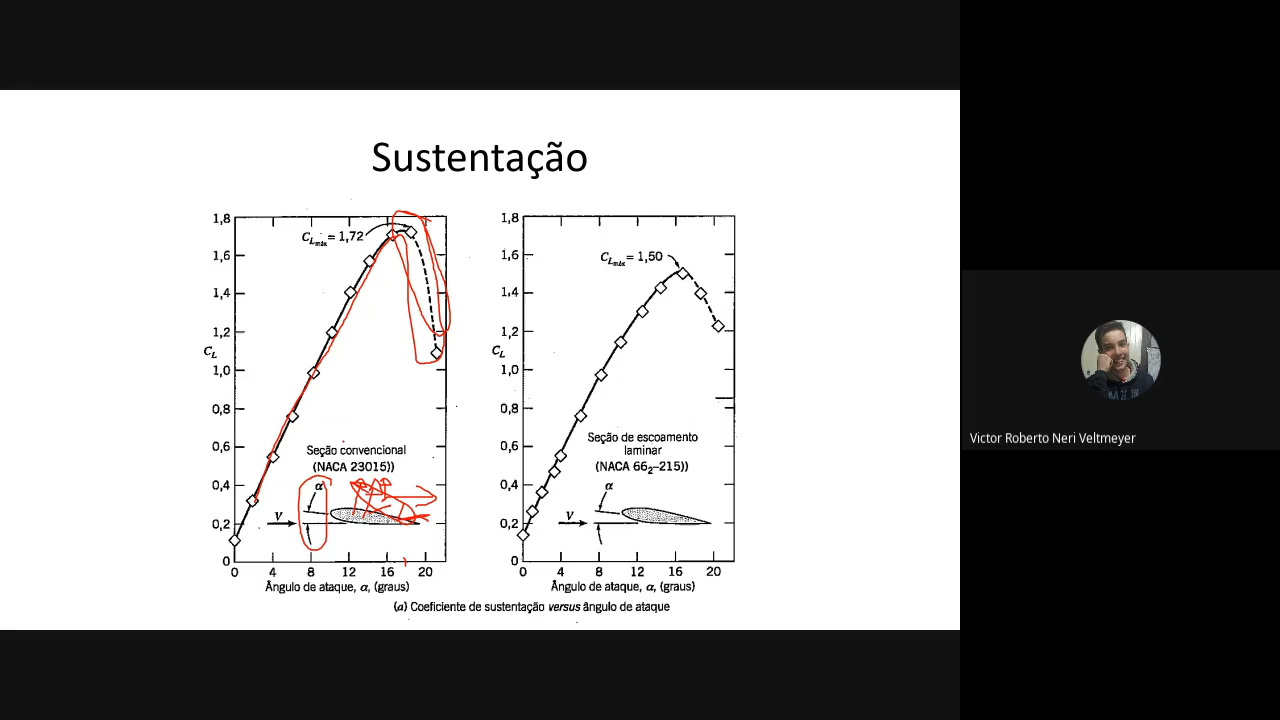 Sustentação
1,8
1,6
1,4
1,2
C_L
1,0
0,8
0,6
0,4
0,2
0
C_Lmáx = 1,72
Seção convencional
(NACA 23015))
α
V
0 4 8 12 16 20
Ângulo de ataque, α, (graus)
1,8
1,6
1,4
1,2
C_L
1,0
0,8
0,6
0,4
0,2
0
C_Lmáx = 1,50
Seção de escoamento
laminar
(NACA 66₂–215))
α
V
0 4 8 12 16 20
Ângulo de ataque, α, (graus)
(a) Coeficiente de sustentação versus ângulo de ataque
Victor Roberto Neri Veltmeyer